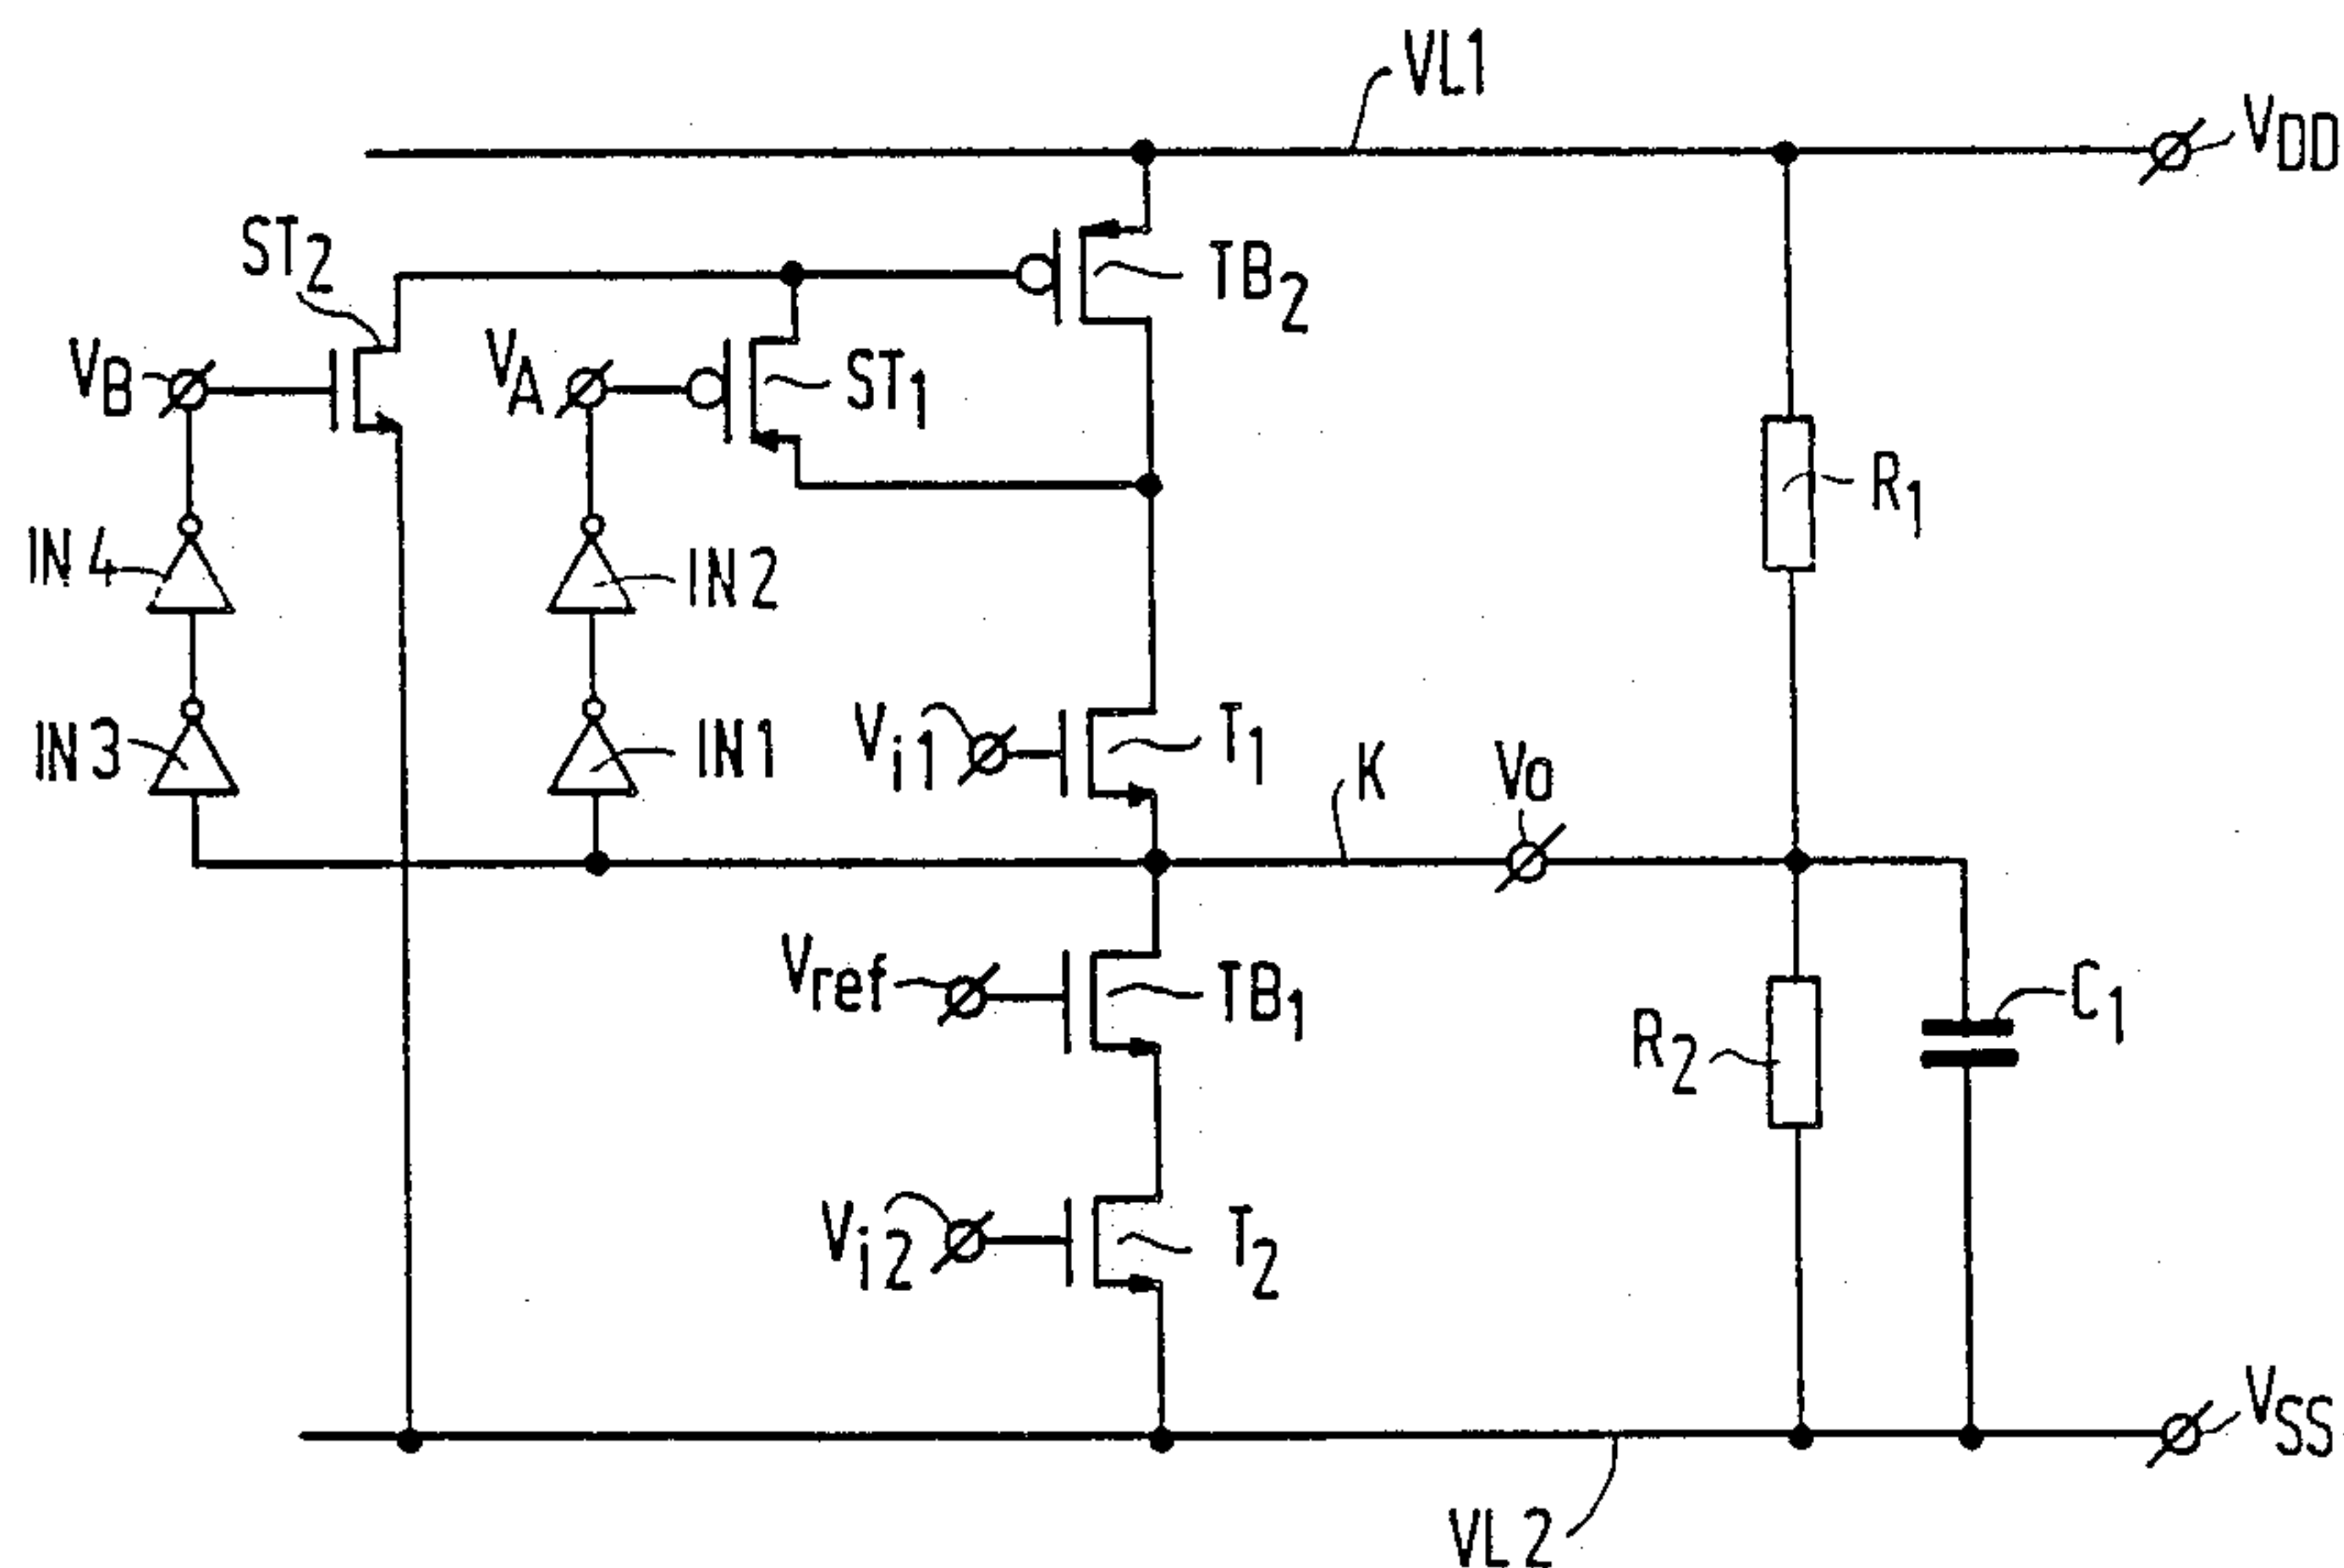 VL1
VDD
ST2
TB2
VB
VA
ST1
R1
IN4
IN2
IN3
IN1
Vi1
T1
K
Vo
Vref
TB1
R2
C1
Vi2
T2
VSS
VL2